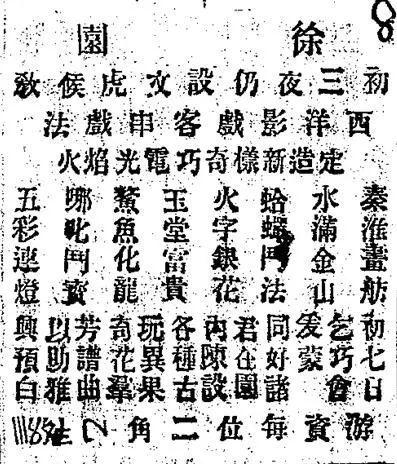 徐園
初三夜仍設文虎候教
西洋影戲客串戲法
定造新樣奇巧電光焰火
秦淮畫舫
水滿金山
蛤蟆鬥法
火字銀花
玉堂富貴
鰲魚化龍
哪叱鬥寶
五彩連燈
初七日
乞巧會
爰蒙
同好諸
君在園
內陳設
各種古
玩異果
奇花羣
芳譜曲
以助雅
興預白
游資每位二角
8